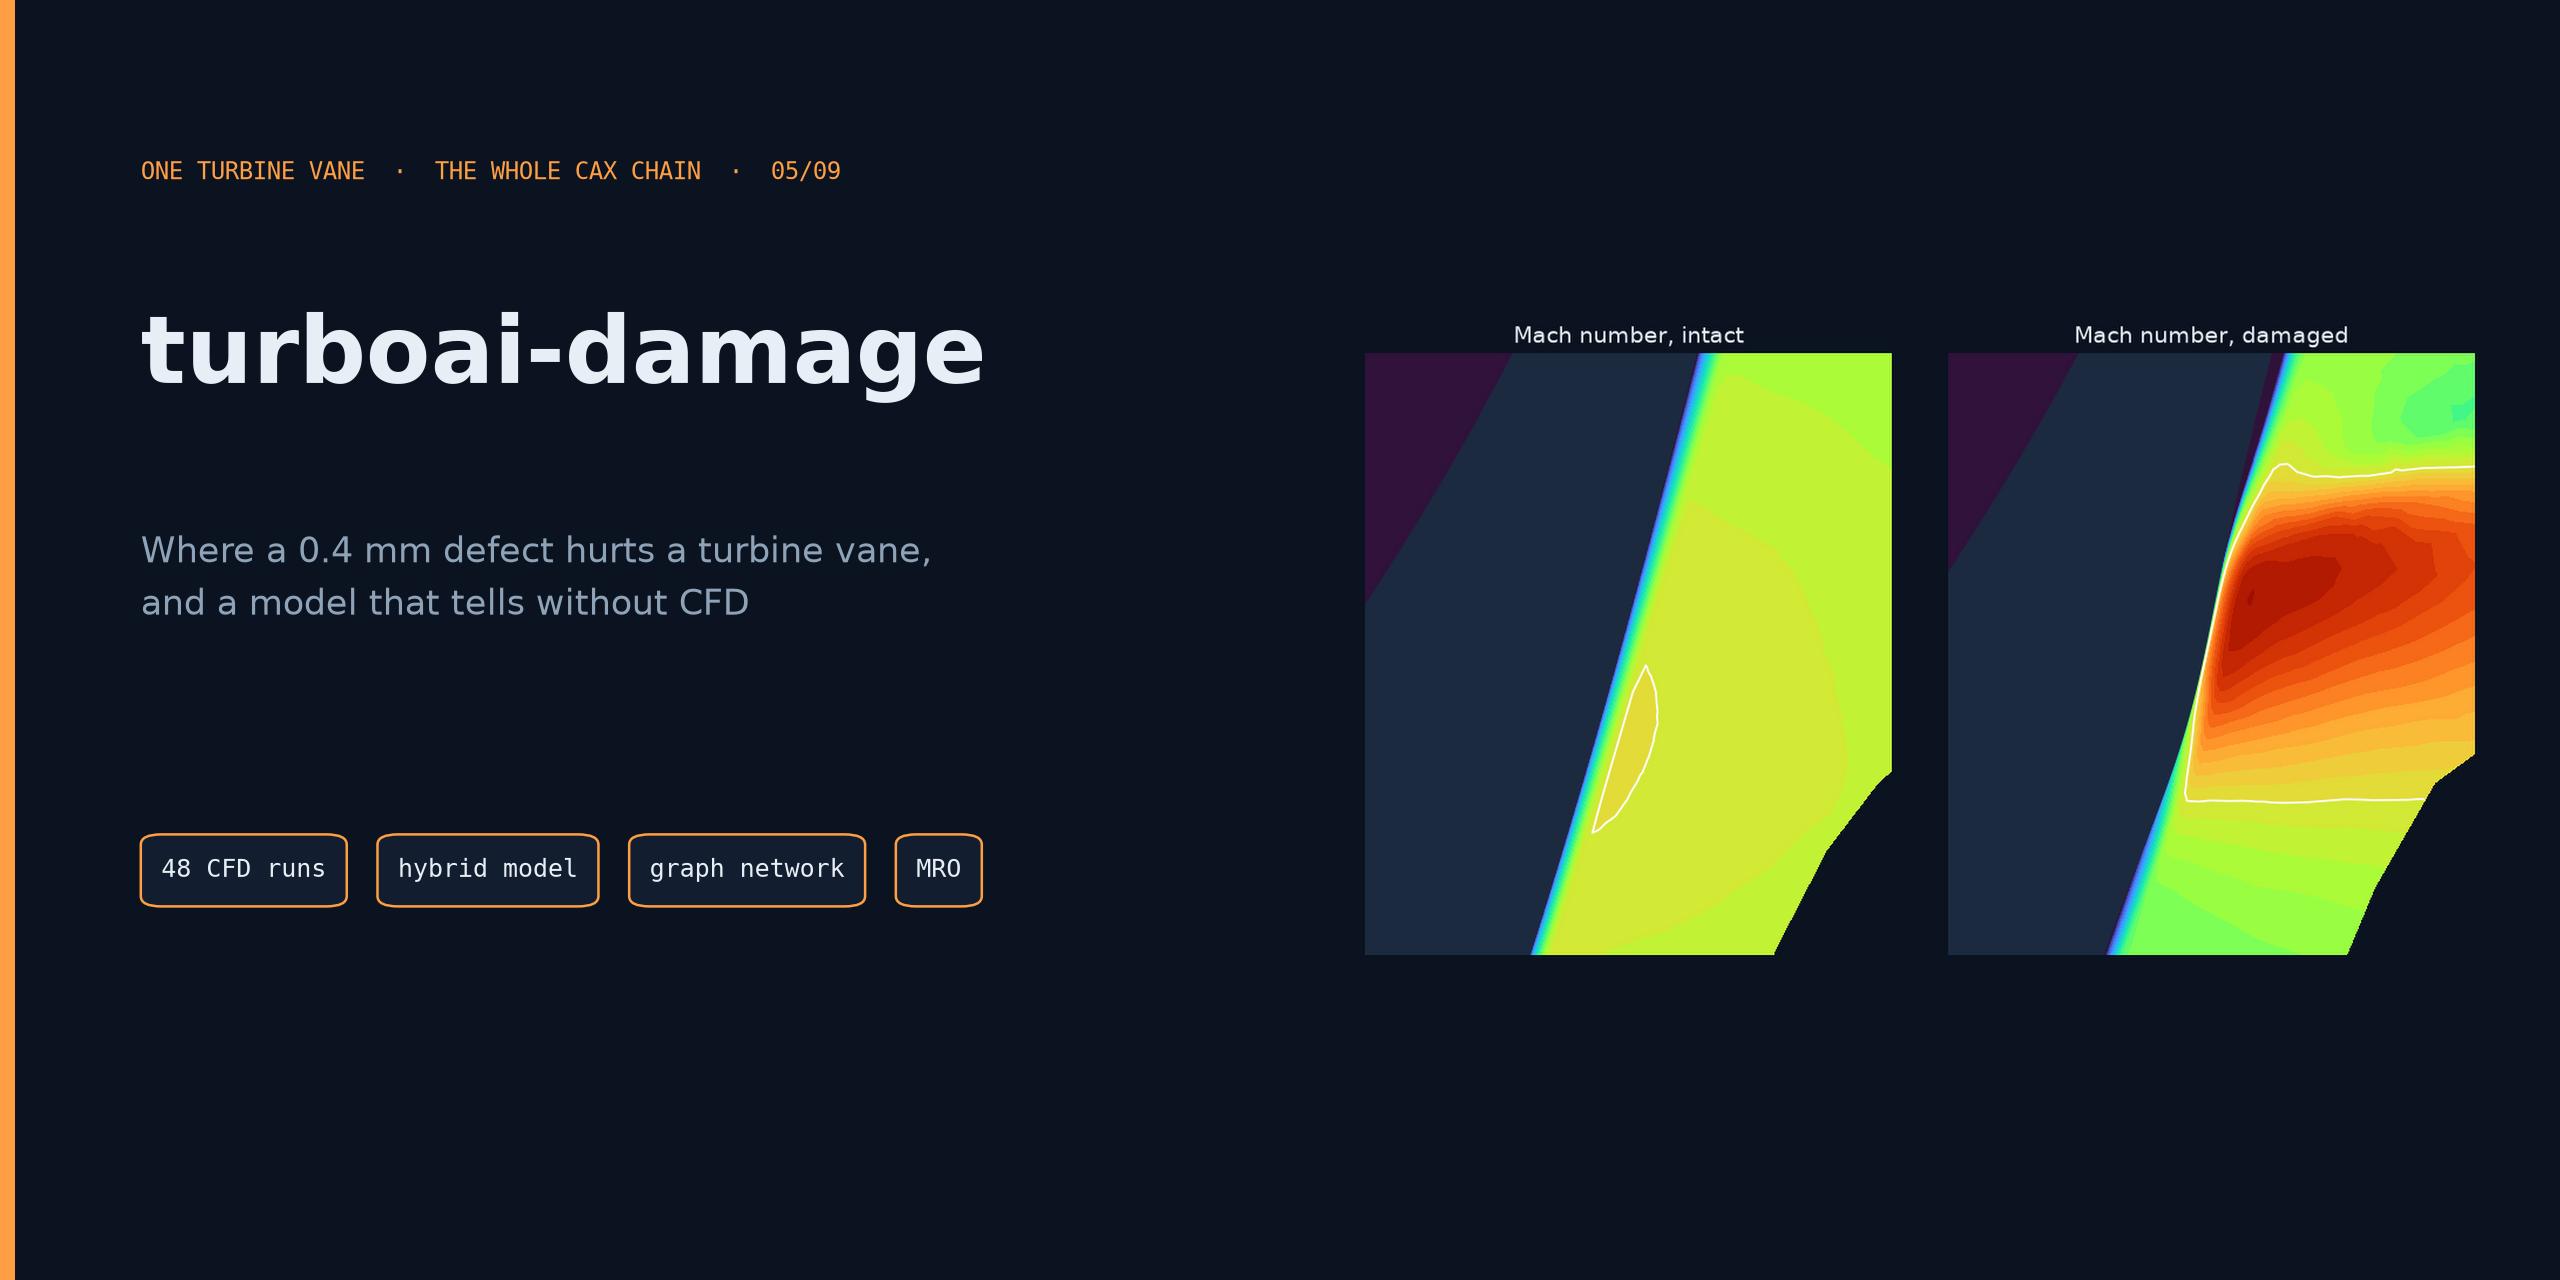 ONE TURBINE VANE · THE WHOLE CAX CHAIN · 05/09
turboai-damage
Where a 0.4 mm defect hurts a turbine vane,
and a model that tells without CFD
48 CFD runs
hybrid model
graph network
MRO
Mach number, intact
Mach number, damaged